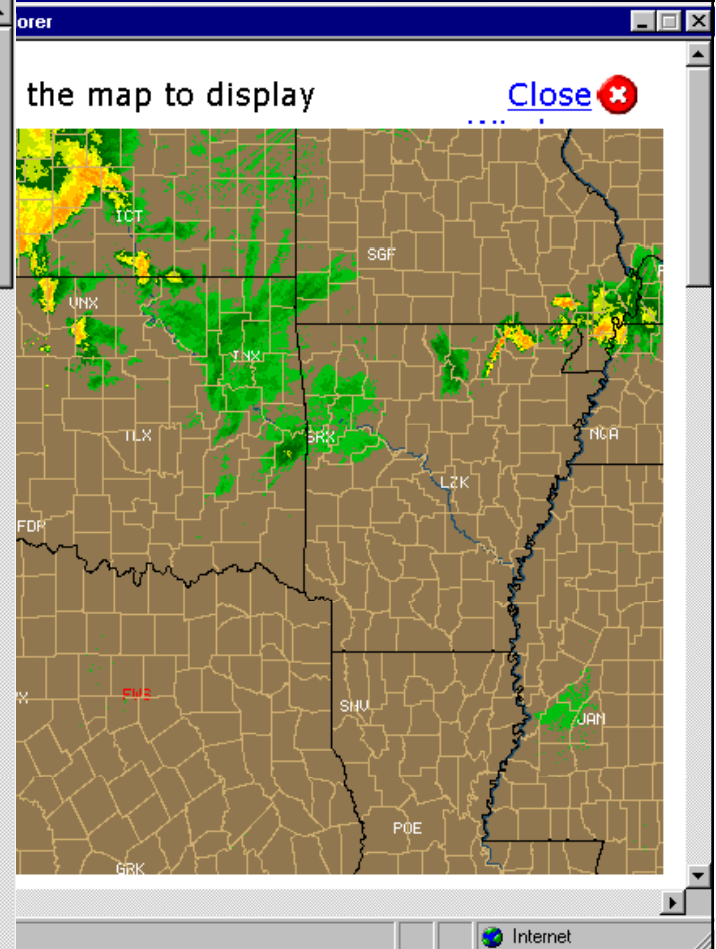 orer
the map to display Close
ICT
SGF
VNX
INX
TLX
SRX
NQA
LZK
FDR
FWS
SHV
JAN
POE
GRK
Internet